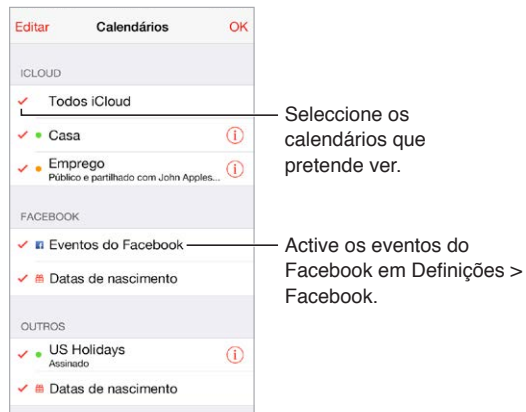 Editar Calendários OK
ICLOUD
Todos iCloud
Casa
Emprego
Público e partilhado com John Apples...
FACEBOOK
Eventos do Facebook
Datas de nascimento
OUTROS
US Holidays
Assinado
Datas de nascimento
Seleccione os
calendários que
pretende ver.
Active os eventos do
Facebook em Definições >
Facebook.